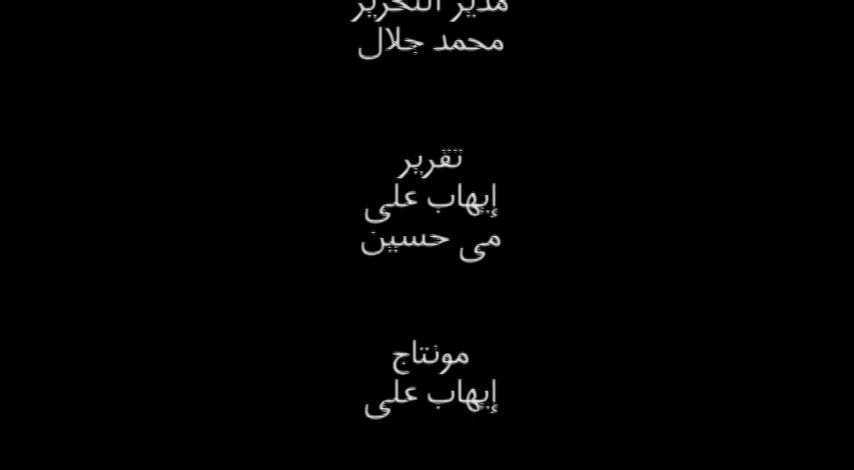 مدير التحرير
محمد جلال
تقرير
إيهاب على
مى حسين
مونتاج
إيهاب على